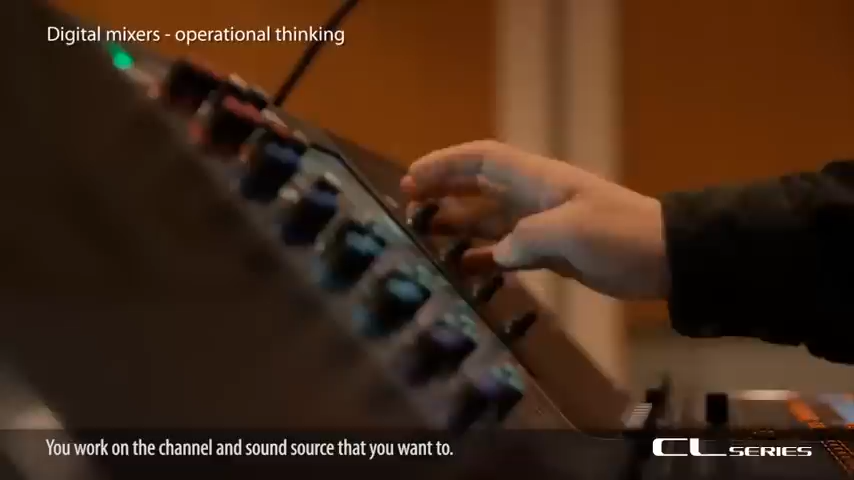 Digital mixers - operational thinking
You work on the channel and sound source that you want to.
CL SERIES